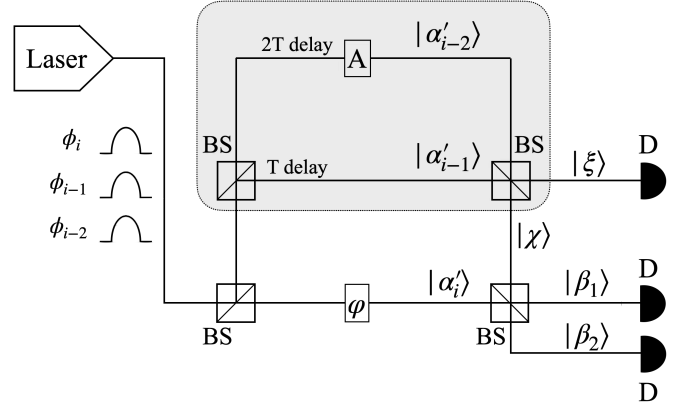 Laser
2T delay
A
|α′ᵢ₋₂⟩
ϕᵢ
BS
BS
D
T delay
|α′ᵢ₋₁⟩
|ξ⟩
ϕᵢ₋₁
ϕᵢ₋₂
|χ⟩
D
φ
|α′ᵢ⟩
|β₁⟩
BS
BS
|β₂⟩
D